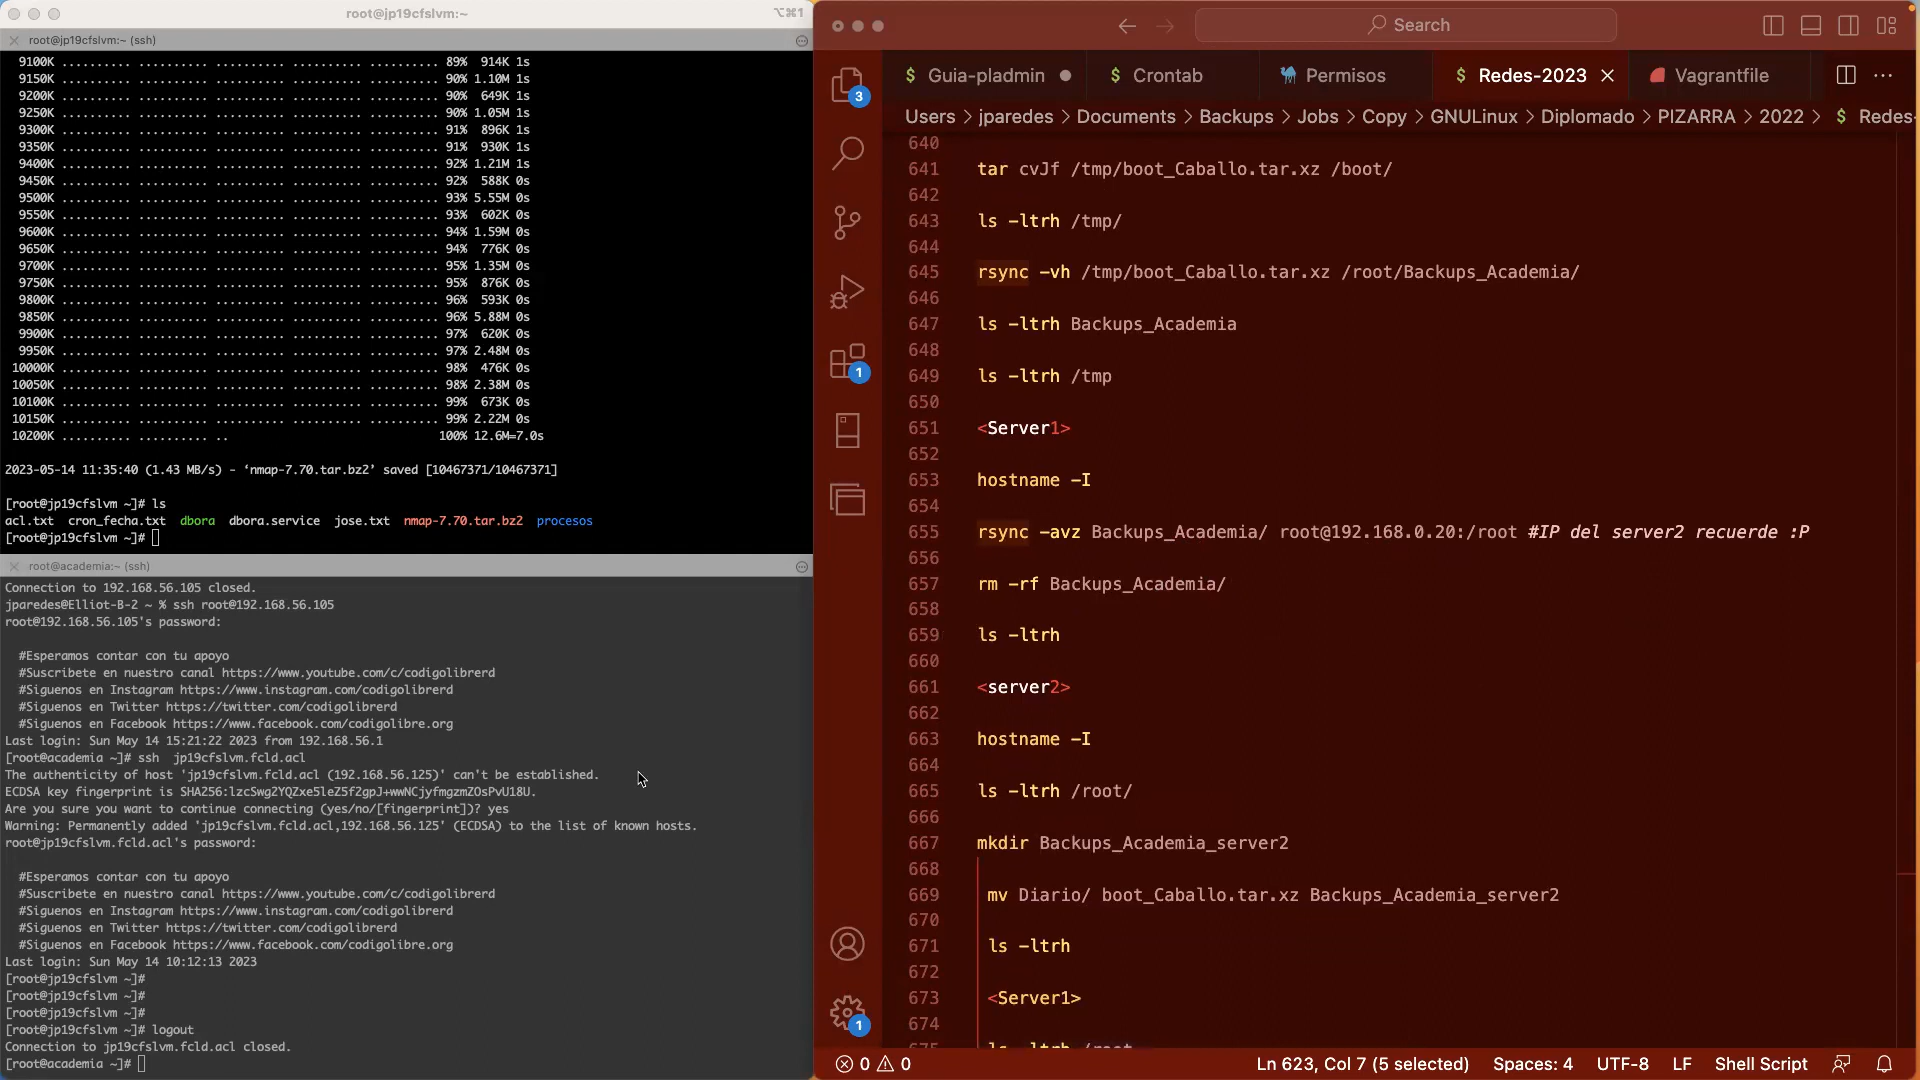 root@jp19cfslvm:~
⌥⌘1
root@jp19cfslvm:~ (ssh)
9100K .......... .......... .......... .......... .......... 89%  914K 1s
9150K .......... .......... .......... .......... .......... 90% 1.10M 1s
9200K .......... .......... .......... .......... .......... 90%  649K 1s
9250K .......... .......... .......... .......... .......... 90% 1.05M 1s
9300K .......... .......... .......... .......... .......... 91%  896K 1s
9350K .......... .......... .......... .......... .......... 91%  930K 1s
9400K .......... .......... .......... .......... .......... 92% 1.21M 1s
9450K .......... .......... .......... .......... .......... 92%  588K 0s
9500K .......... .......... .......... .......... .......... 93% 5.55M 0s
9550K .......... .......... .......... .......... .......... 93%  602K 0s
9600K .......... .......... .......... .......... .......... 94% 1.59M 0s
9650K .......... .......... .......... .......... .......... 94%  776K 0s
9700K .......... .......... .......... .......... .......... 95% 1.35M 0s
9750K .......... .......... .......... .......... .......... 95%  876K 0s
9800K .......... .......... .......... .......... .......... 96%  593K 0s
9850K .......... .......... .......... .......... .......... 96% 5.88M 0s
9900K .......... .......... .......... .......... .......... 97%  620K 0s
9950K .......... .......... .......... .......... .......... 97% 2.48M 0s
10000K .......... .......... .......... .......... .......... 98%  476K 0s
10050K .......... .......... .......... .......... .......... 98% 2.38M 0s
10100K .......... .......... .......... .......... .......... 99%  673K 0s
10150K .......... .......... .......... .......... .......... 99% 2.22M 0s
10200K .......... .......... .. 100% 12.6M=7.0s
2023-05-14 11:35:40 (1.43 MB/s) - ‘nmap-7.70.tar.bz2’ saved [10467371/10467371]
[root@jp19cfslvm ~]# ls
acl.txt  cron_fecha.txt  dbora  dbora.service  jose.txt  nmap-7.70.tar.bz2  procesos
[root@jp19cfslvm ~]#
root@academia:~ (ssh)
Connection to 192.168.56.105 closed.
jparedes@Elliot-B-2 ~ % ssh root@192.168.56.105
root@192.168.56.105's password:
#Esperamos contar con tu apoyo
#Suscribete en nuestro canal https://www.youtube.com/c/codigolibrerd
#Siguenos en Instagram https://www.instagram.com/codigolibrerd
#Siguenos en Twitter https://twitter.com/codigolibrerd
#Siguenos en Facebook https://www.facebook.com/codigolibre.org
Last login: Sun May 14 15:21:22 2023 from 192.168.56.1
[root@academia ~]# ssh  jp19cfslvm.fcld.acl
The authenticity of host 'jp19cfslvm.fcld.acl (192.168.56.125)' can't be established.
ECDSA key fingerprint is SHA256:lzcSwg2YQZxe5leZ5f2gpJ+wwNCjyfmgzmZOsPvU18U.
Are you sure you want to continue connecting (yes/no/[fingerprint])? yes
Warning: Permanently added 'jp19cfslvm.fcld.acl,192.168.56.125' (ECDSA) to the list of known hosts.
root@jp19cfslvm.fcld.acl's password:
#Esperamos contar con tu apoyo
#Suscribete en nuestro canal https://www.youtube.com/c/codigolibrerd
#Siguenos en Instagram https://www.instagram.com/codigolibrerd
#Siguenos en Twitter https://twitter.com/codigolibrerd
#Siguenos en Facebook https://www.facebook.com/codigolibre.org
Last login: Sun May 14 10:12:13 2023
[root@jp19cfslvm ~]#
[root@jp19cfslvm ~]#
[root@jp19cfslvm ~]#
[root@jp19cfslvm ~]# logout
Connection to jp19cfslvm.fcld.acl closed.
[root@academia ~]#
Search
3
1
1
$ Guia-pladmin $ Crontab Permisos $ Redes-2023 Vagrantfile
Users > jparedes > Documents > Backups > Jobs > Copy > GNULinux > Diplomado > PIZARRA > 2022 > $ Redes-
640
641 tar cvJf /tmp/boot_Caballo.tar.xz /boot/
642
643 ls -ltrh /tmp/
644
645 rsync -vh /tmp/boot_Caballo.tar.xz /root/Backups_Academia/
646
647 ls -ltrh Backups_Academia
648
649 ls -ltrh /tmp
650
651 <Server1>
652
653 hostname -I
654
655 rsync -avz Backups_Academia/ root@192.168.0.20:/root #IP del server2 recuerde :P
656
657 rm -rf Backups_Academia/
658
659 ls -ltrh
660
661 <server2>
662
663 hostname -I
664
665 ls -ltrh /root/
666
667 mkdir Backups_Academia_server2
668
669 mv Diario/ boot_Caballo.tar.xz Backups_Academia_server2
670
671 ls -ltrh
672
673 <Server1>
674
675 ls -ltrh /root
0 0 Ln 623, Col 7 (5 selected) Spaces: 4 UTF-8 LF Shell Script